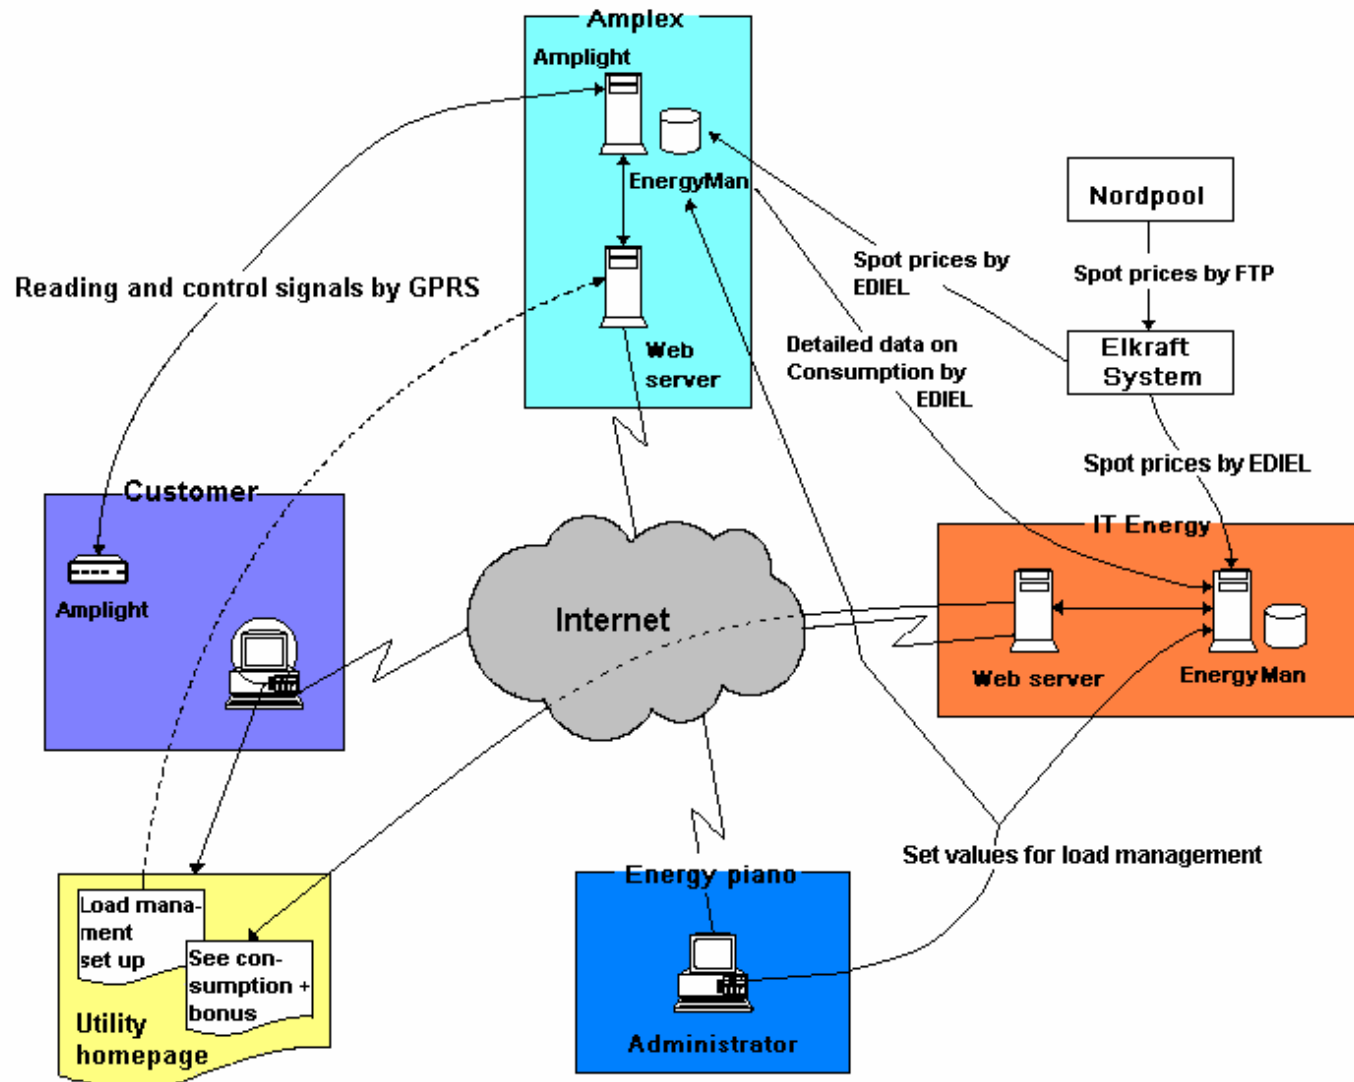 Amplex
Amplight
EnergyMan
Nordpool
Spot prices by
EDIEL
Spot prices by FTP
Reading and control signals by GPRS
Web
server
Detailed data on
Consumption by
EDIEL
Elkraft
System
Spot prices by EDIEL
Customer
IT Energy
Amplight
Internet
Web server
EnergyMan
Set values for load management
Energy piano
Load mana-
ment
set up
See con-
sumption +
bonus
Utility
homepage
Administrator